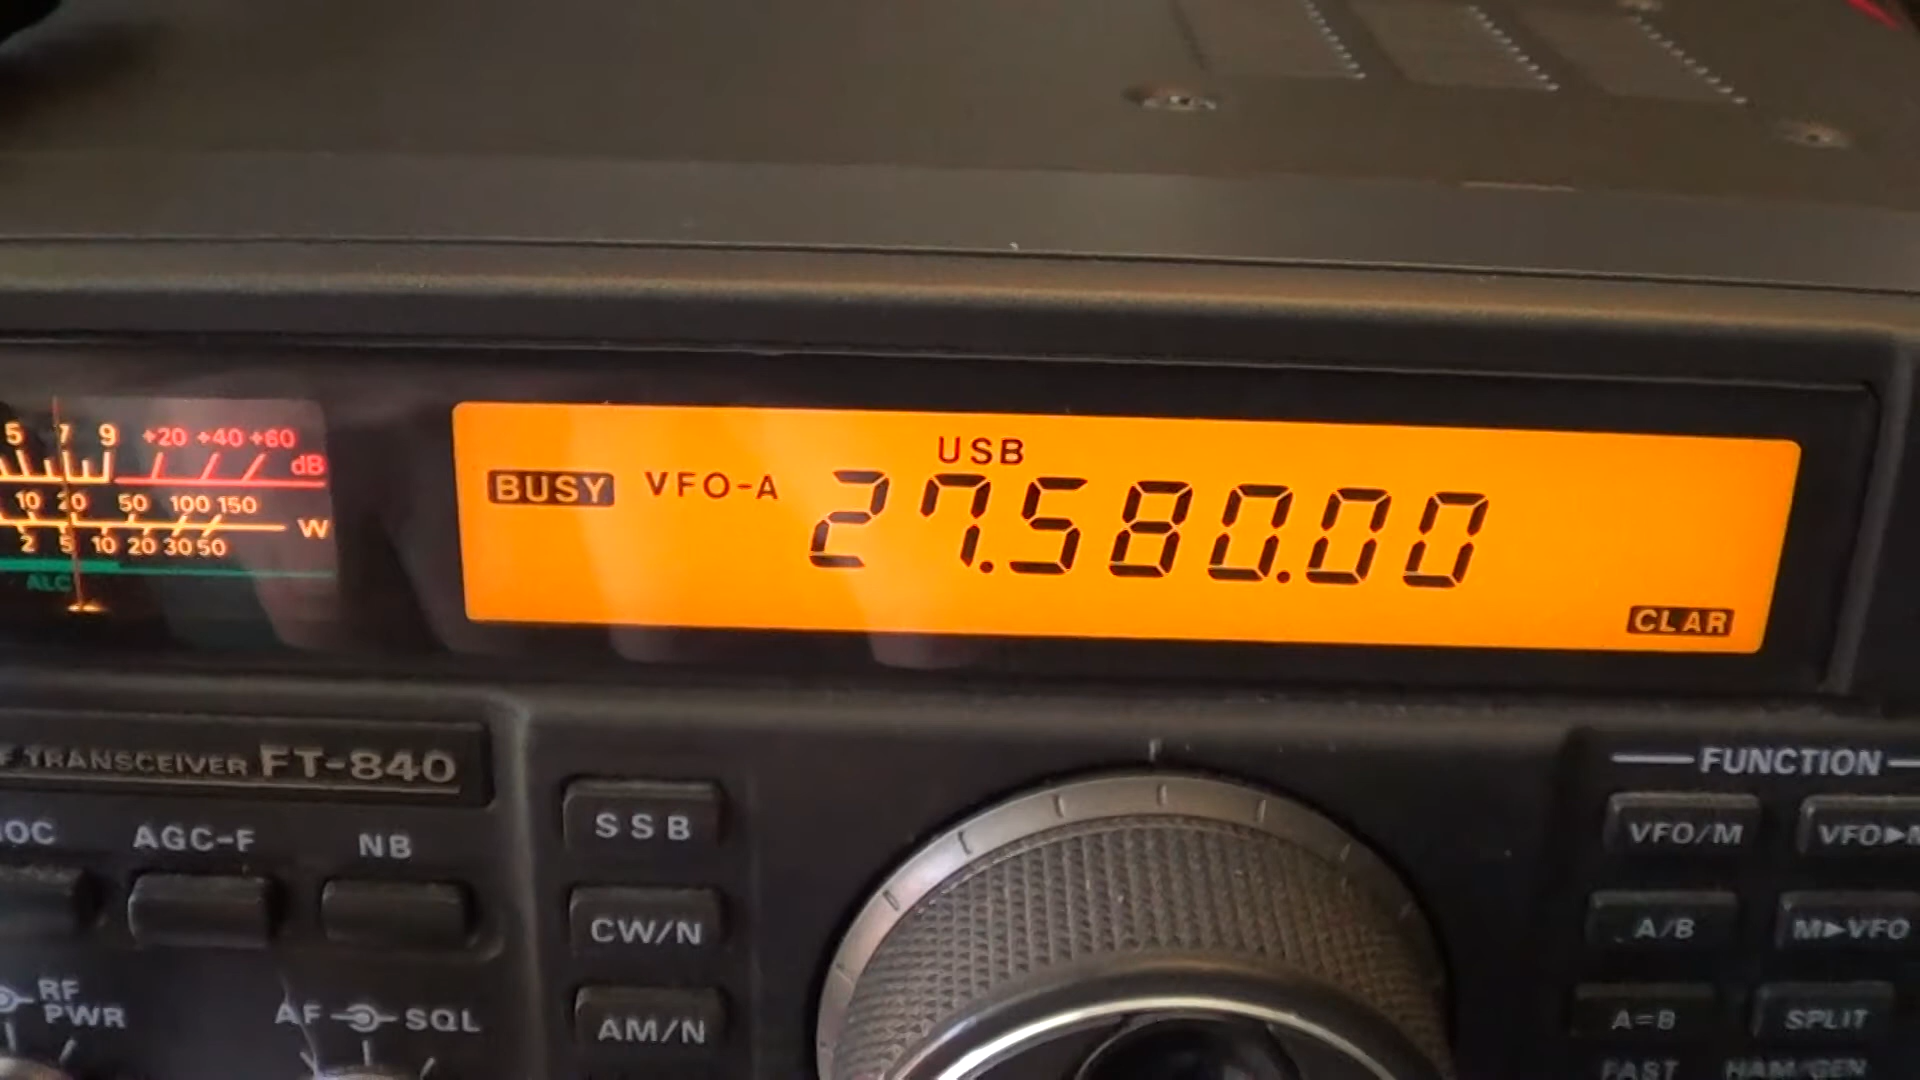 5 7 9 +20 +40 +60
dB
10 20 50 100 150
W
2 5 10 20 30 50
ALC
USB
BUSY VFO-A 27.580.00
CLAR
TRANSCEIVER FT-840
AGC-F NB
SSB
CW/N
AM/N
RF
PWR
AF SQL
FUNCTION
VFO/M
A/B M▶VFO
A=B SPLIT
FAST HAM/GEN